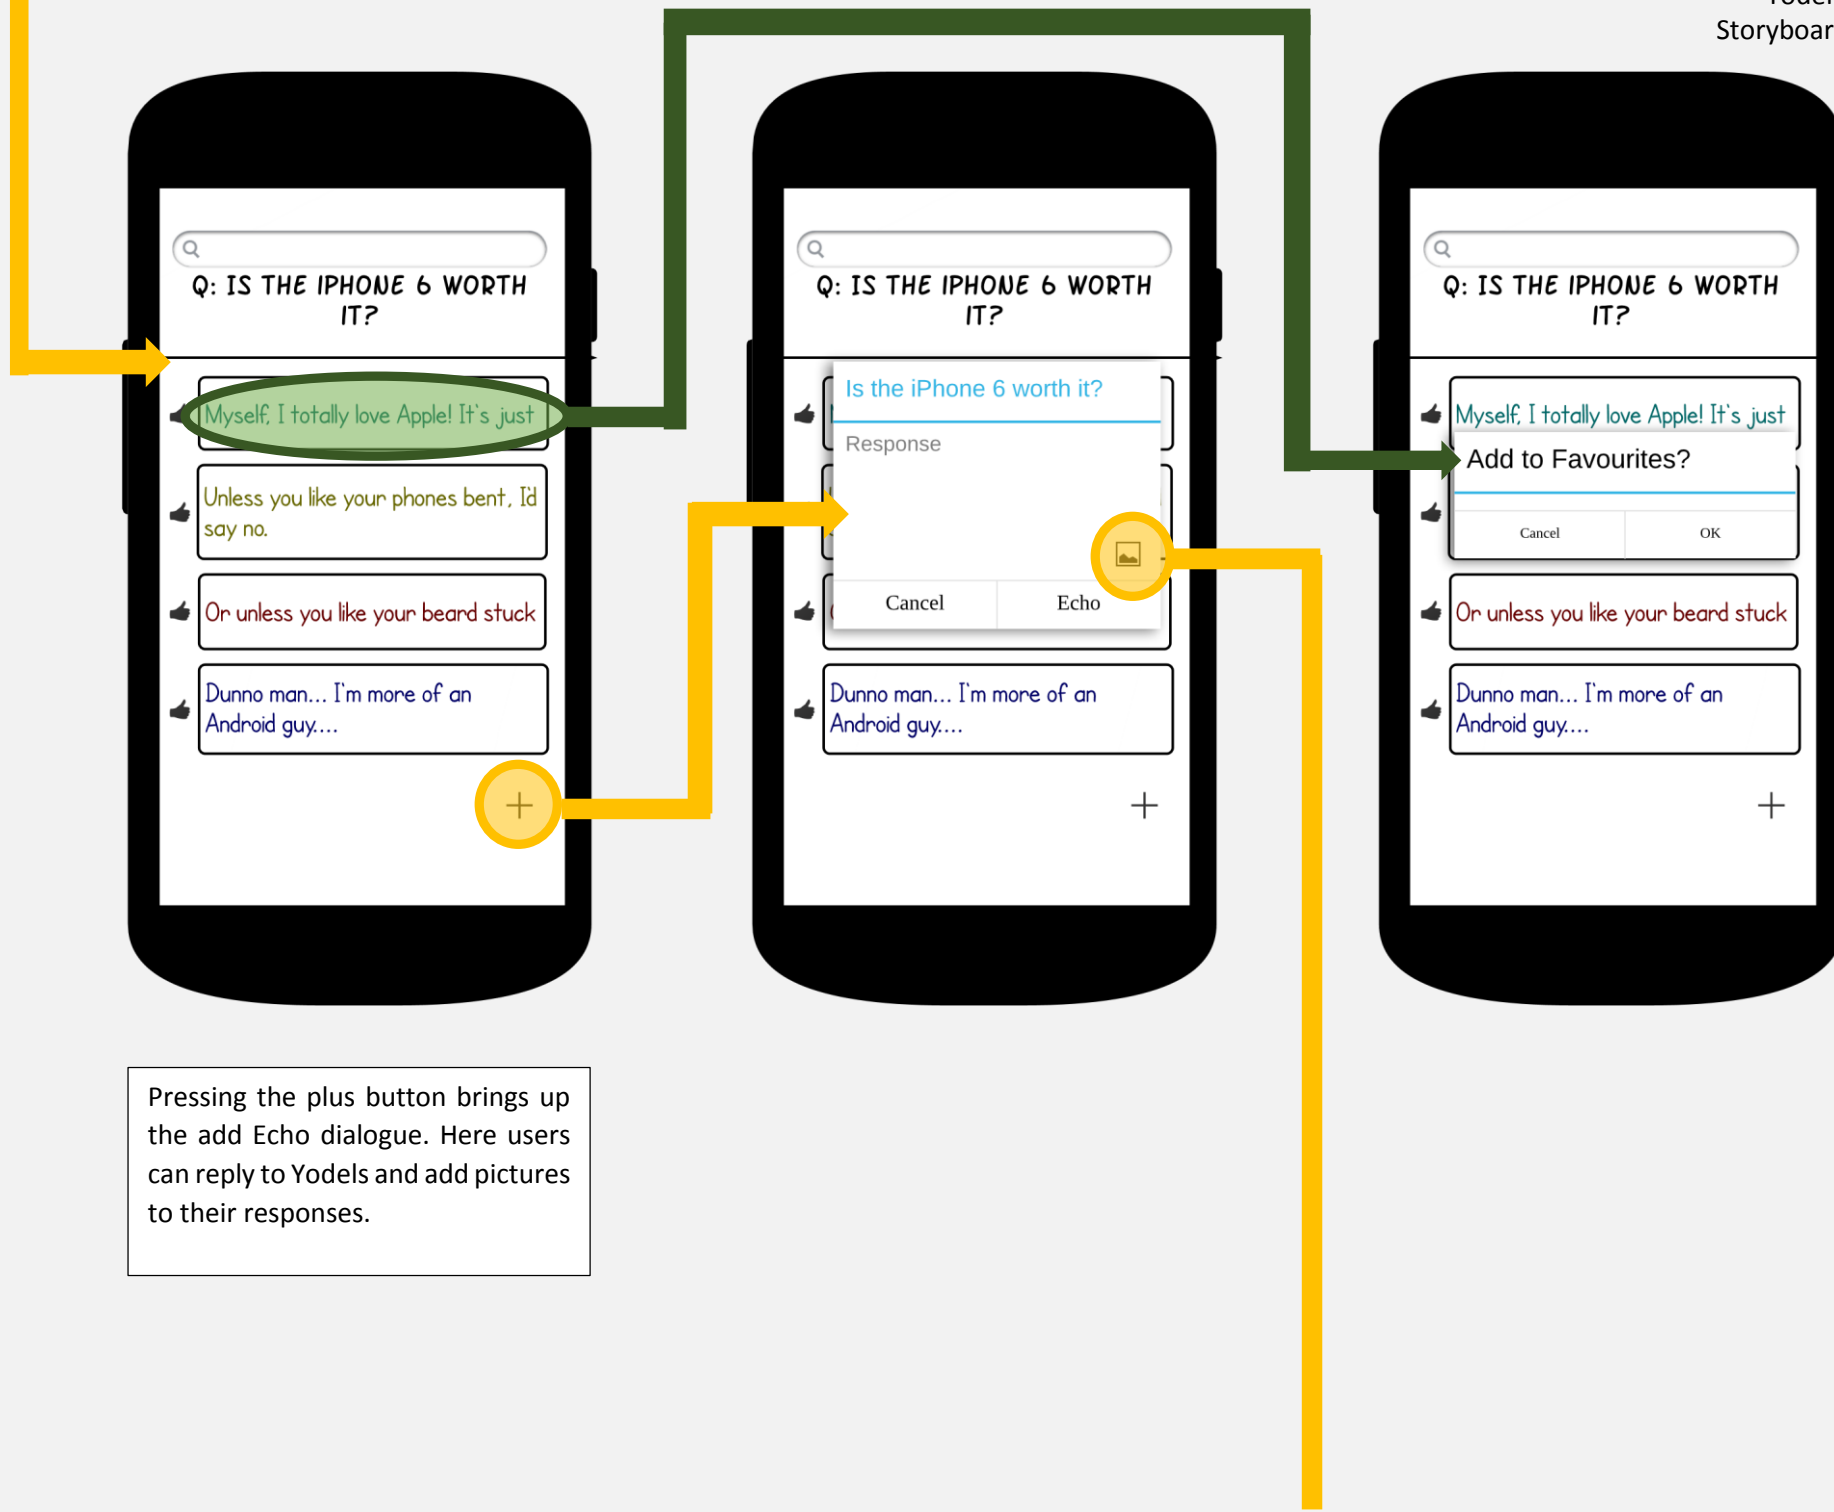 Storyboar
Q: IS THE IPHONE 6 WORTH
IT?
Myself, I totally love Apple! It's just
Unless you like your phones bent, I'd
say no.
Or unless you like your beard stuck
Dunno man... I'm more of an
Android guy....
Q: IS THE IPHONE 6 WORTH
IT?
Is the iPhone 6 worth it?
Response
Cancel Echo
Dunno man... I'm more of an
Android guy....
Q: IS THE IPHONE 6 WORTH
IT?
Myself, I totally love Apple! It's just
Add to Favourites?
Cancel OK
Or unless you like your beard stuck
Dunno man... I'm more of an
Android guy....
Pressing the plus button brings up
the add Echo dialogue. Here users
can reply to Yodels and add pictures
to their responses.